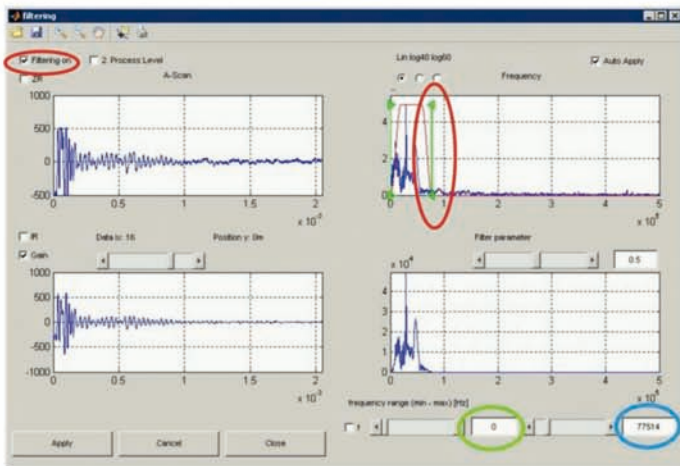 filtering
Filtering on
2. Process Level
Lin log40 log60
Auto Apply
2R
A-Scan
Frequency
1000
500
0
-500
0 0.5 1 1.5 2
x 10
4
2
0
0 1 2 3 4 5
x 10
IR
Data ix: 16
Position y: 0m
Gain
Filter parameter
0.5
1000
500
0
-500
-1000
0 0.5 1 1.5 2
x 10
x 10^4
5
4
3
2
1
0
0 1 2 3 4 5
x 10
frequency range (min - max) [Hz]
f
0
77514
Apply
Cancel
Close